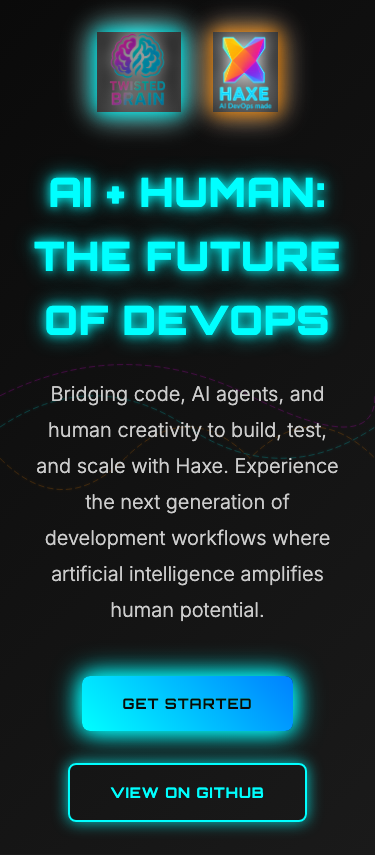 TWISTED
BRAIN
HAXE
AI DevOps made
AI + HUMAN:
THE FUTURE
OF DEVOPS
Bridging code, AI agents, and
human creativity to build, test,
and scale with Haxe. Experience
the next generation of
development workflows where
artificial intelligence amplifies
human potential.
GET STARTED
VIEW ON GITHUB